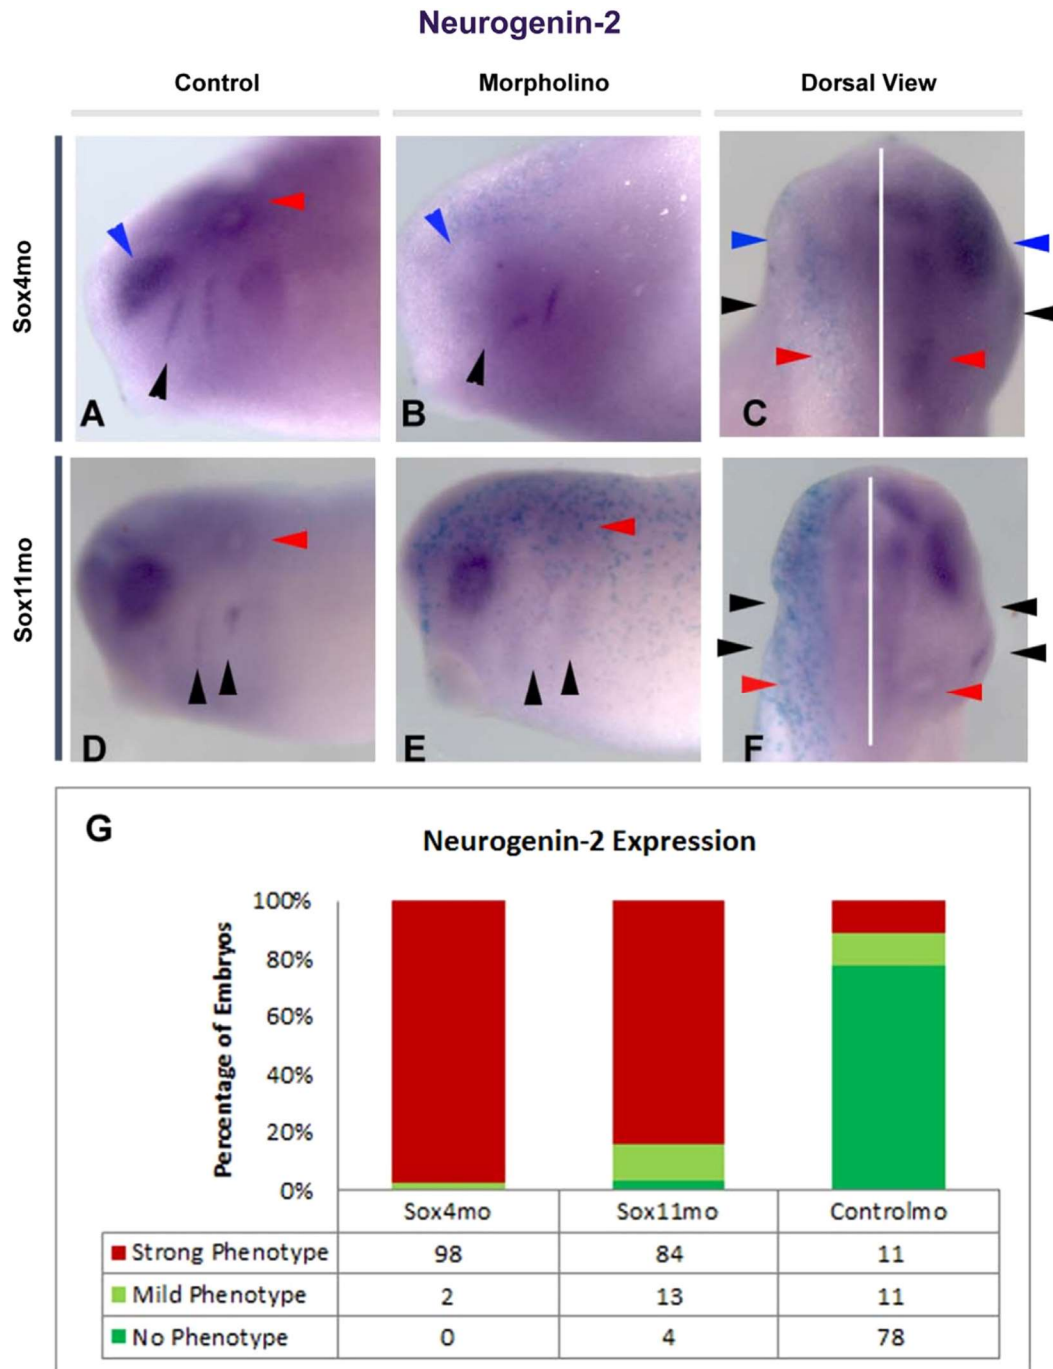 Neurogenin-2
Control Morpholino Dorsal View
Sox4mo
A B C
Sox11mo
D E F
G
Neurogenin-2 Expression
Percentage of Embryos
100%
80%
60%
40%
20%
0%
Sox4mo Sox11mo Controlmo
Strong Phenotype 98 84 11
Mild Phenotype 2 13 11
No Phenotype 0 4 78